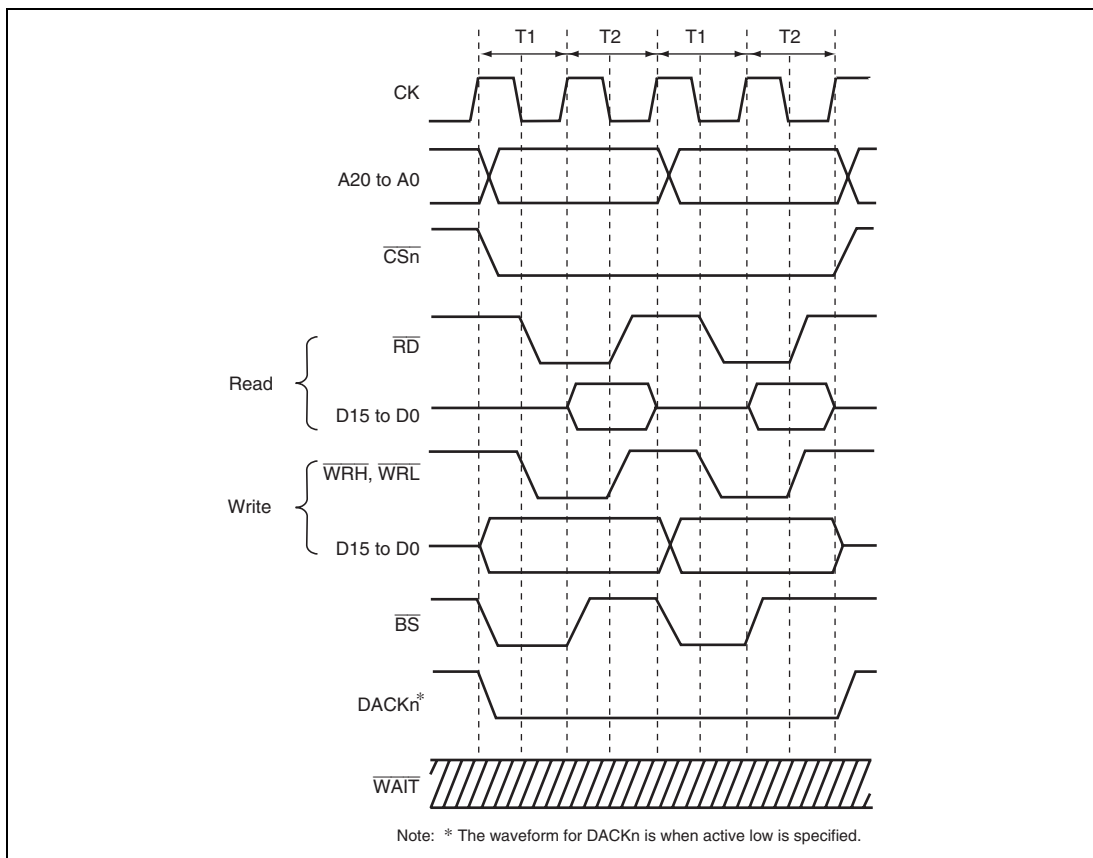 T1 T2 T1 T2
CK
A20 to A0
CSn
RD
Read
D15 to D0
WRH, WRL
Write
D15 to D0
BS
DACKn*
WAIT
Note: * The waveform for DACKn is when active low is specified.